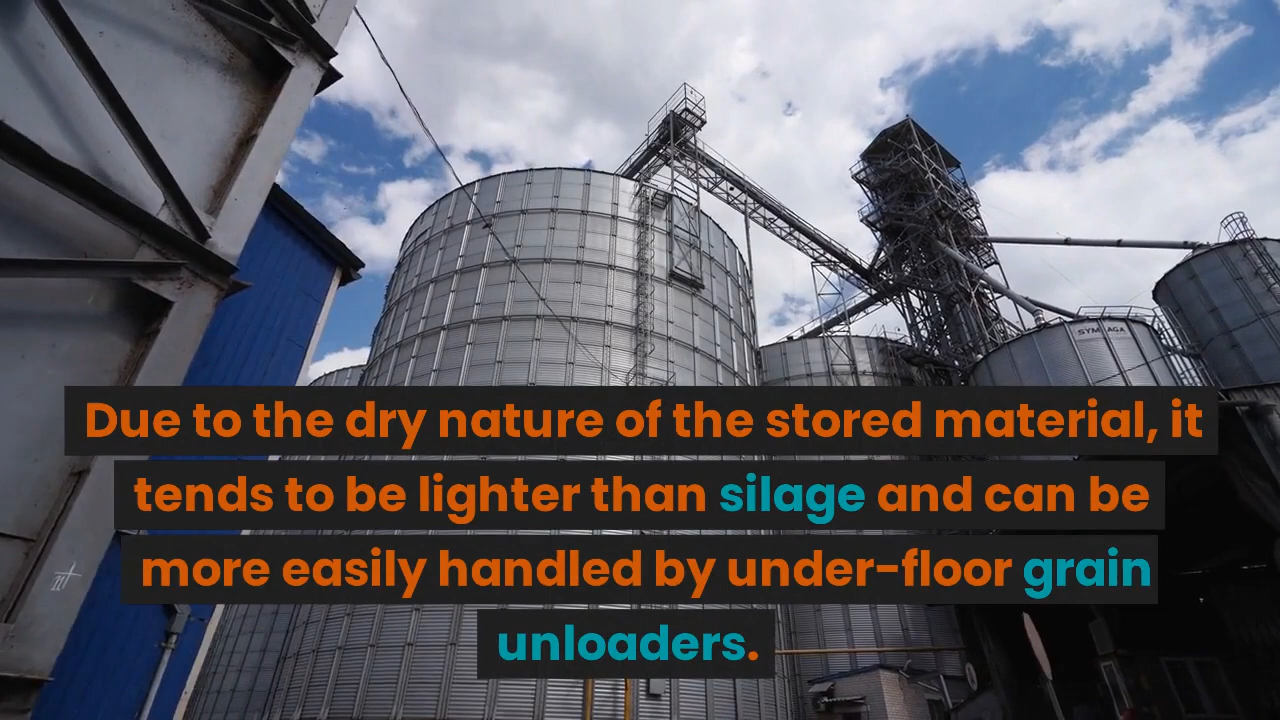 Due to the dry nature of the stored material, it
tends to be lighter than silage and can be
more easily handled by under-floor grain
unloaders.